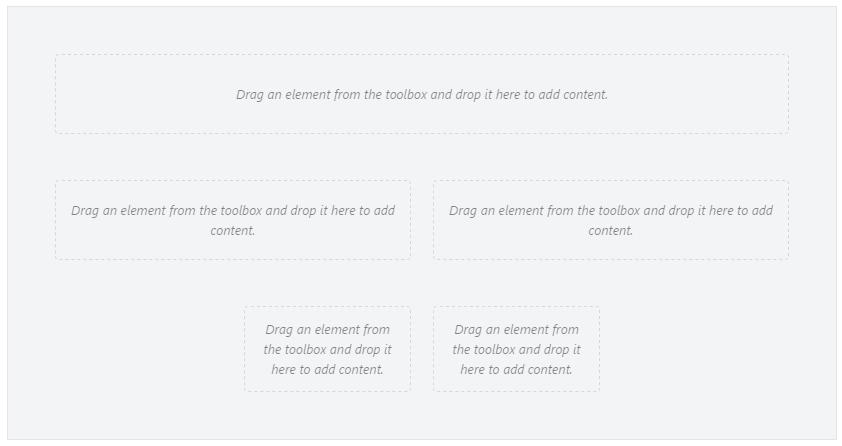 Drag an element from the toolbox and drop it here to add content.
Drag an element from the toolbox and drop it here to add
content.
Drag an element from the toolbox and drop it here to add
content.
Drag an element from
the toolbox and drop it
here to add content.
Drag an element from
the toolbox and drop it
here to add content.